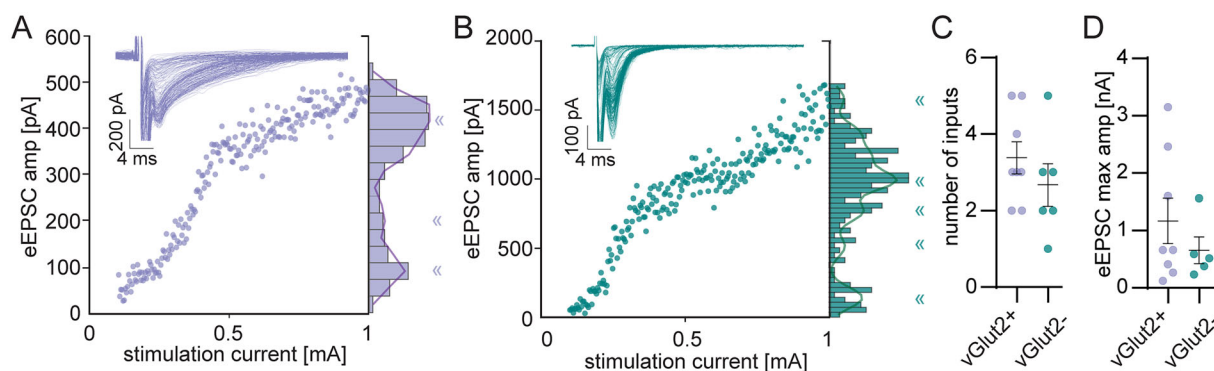 A
eEPSC amp [pA]
600
500
400
300
200
100
0
200 pA
4 ms
«
«
«
0
0.5
1
stimulation current [mA]
B
eEPSC amp [pA]
2000
1500
1000
500
0
100 pA
4 ms
«
«
«
«
«
0
0.5
1
stimulation current [mA]
C
number of inputs
6
4
2
0
vGlut2+
vGlut2-
D
eEPSC max amp [nA]
4
3
2
1
0
vGlut2+
vGlut2-